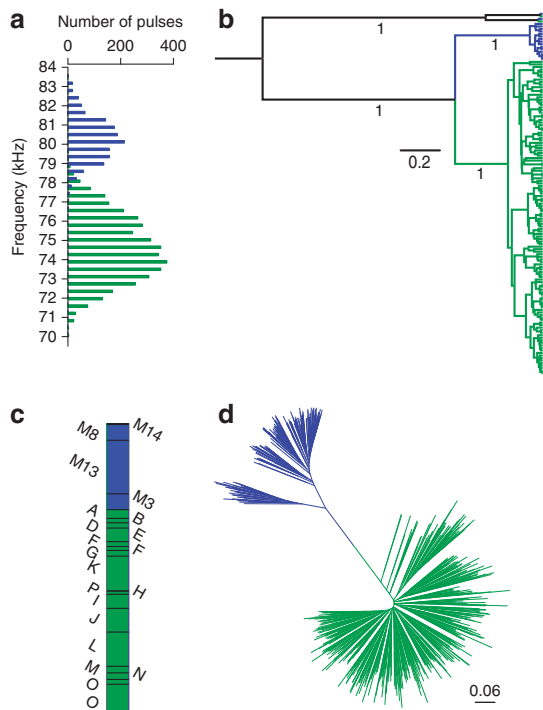 a
Number of pulses
0 200 400
84
83
82
81
80
79
78
77
76
75
74
73
72
71
70
Frequency (kHz)
b
1
1
1
1
0.2
c
M8
M14
M13
M3
A
B
D
E
F
F
G
K
P
H
I
J
L
M
N
O
O
d
0.06